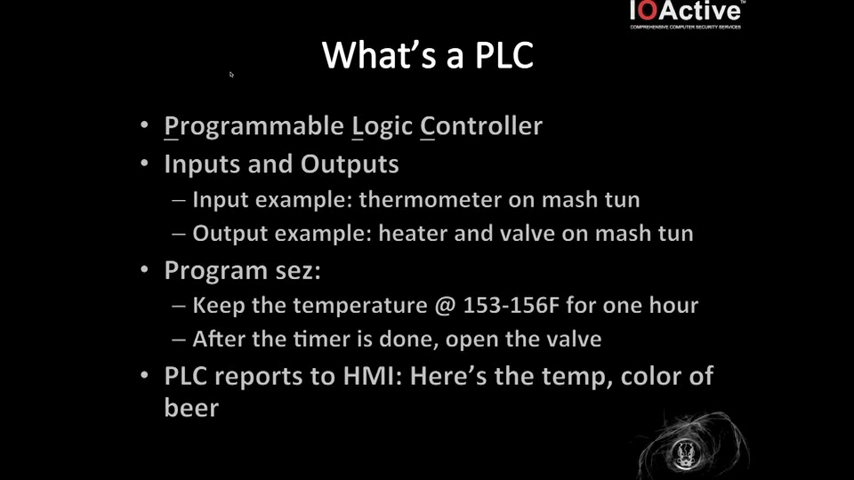 IOActive™
COMPREHENSIVE COMPUTER SECURITY SERVICES
What's a PLC
• Programmable Logic Controller
• Inputs and Outputs
– Input example: thermometer on mash tun
– Output example: heater and valve on mash tun
• Program sez:
– Keep the temperature @ 153-156F for one hour
– After the timer is done, open the valve
• PLC reports to HMI: Here's the temp, color of
beer